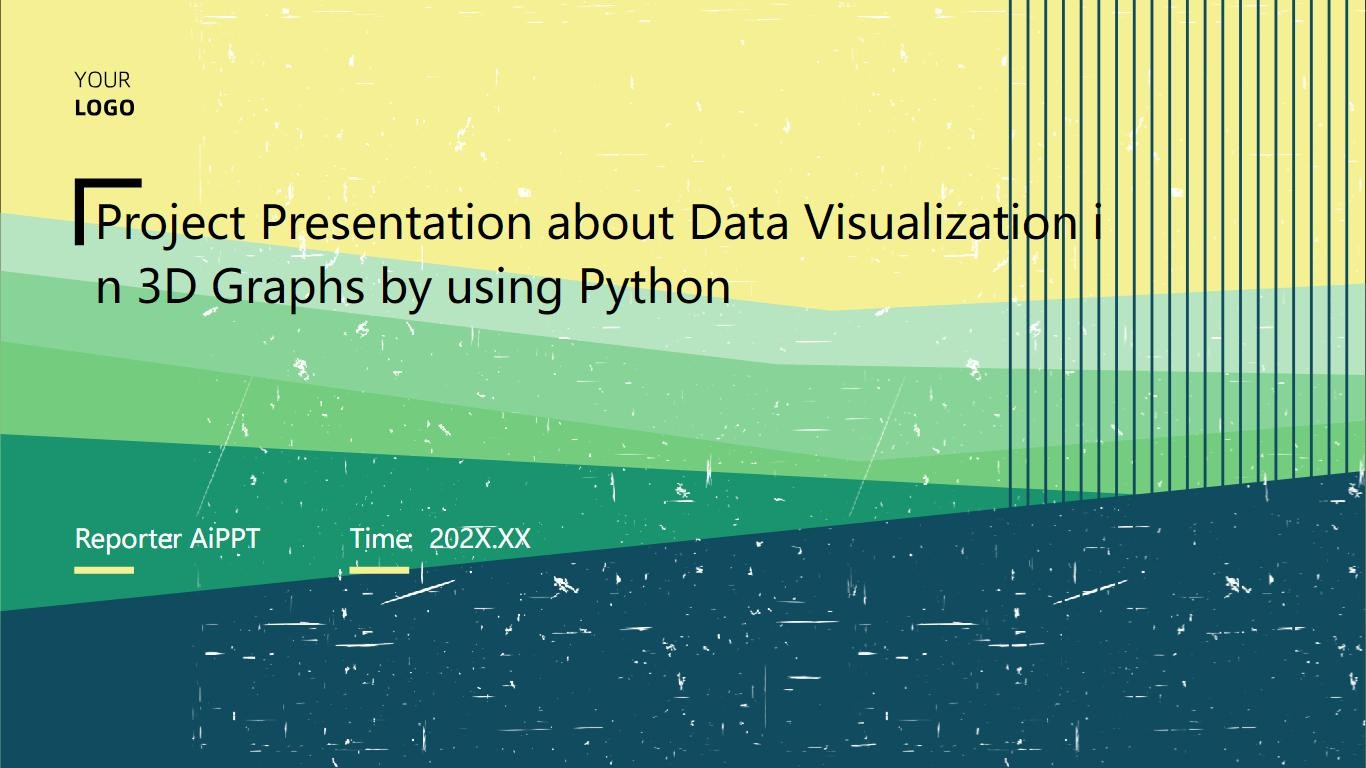 YOUR
LOGO
Project Presentation about Data Visualization i
n 3D Graphs by using Python
Reporter AiPPT
Time: 202X.XX